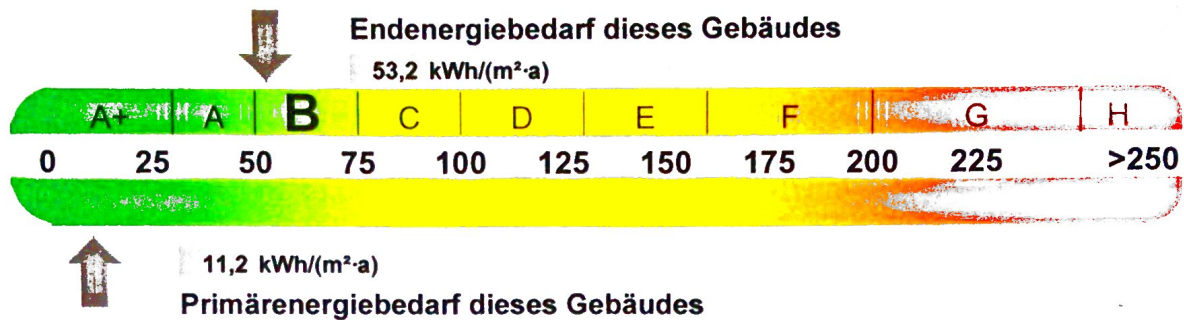 Endenergiebedarf dieses Gebäudes
53,2 kWh/(m²·a)
A+ A B C D E F G H
0 25 50 75 100 125 150 175 200 225 >250
11,2 kWh/(m²·a)
Primärenergiebedarf dieses Gebäudes